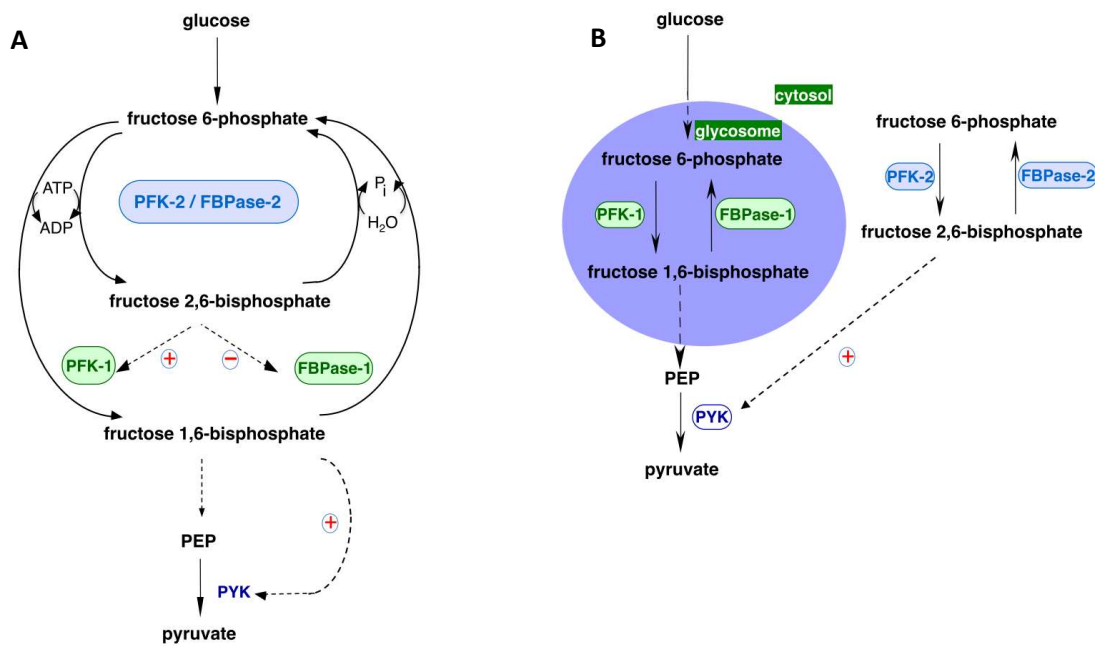 A
glucose
fructose 6-phosphate
ATP
ADP
PFK-2 / FBPase-2
Pi
H2O
fructose 2,6-bisphosphate
PFK-1
+
−
FBPase-1
fructose 1,6-bisphosphate
+
PEP
PYK
pyruvate
B
glucose
cytosol
glycosome
fructose 6-phosphate
PFK-1
FBPase-1
fructose 1,6-bisphosphate
fructose 6-phosphate
PFK-2
FBPase-2
fructose 2,6-bisphosphate
+
PEP
PYK
pyruvate